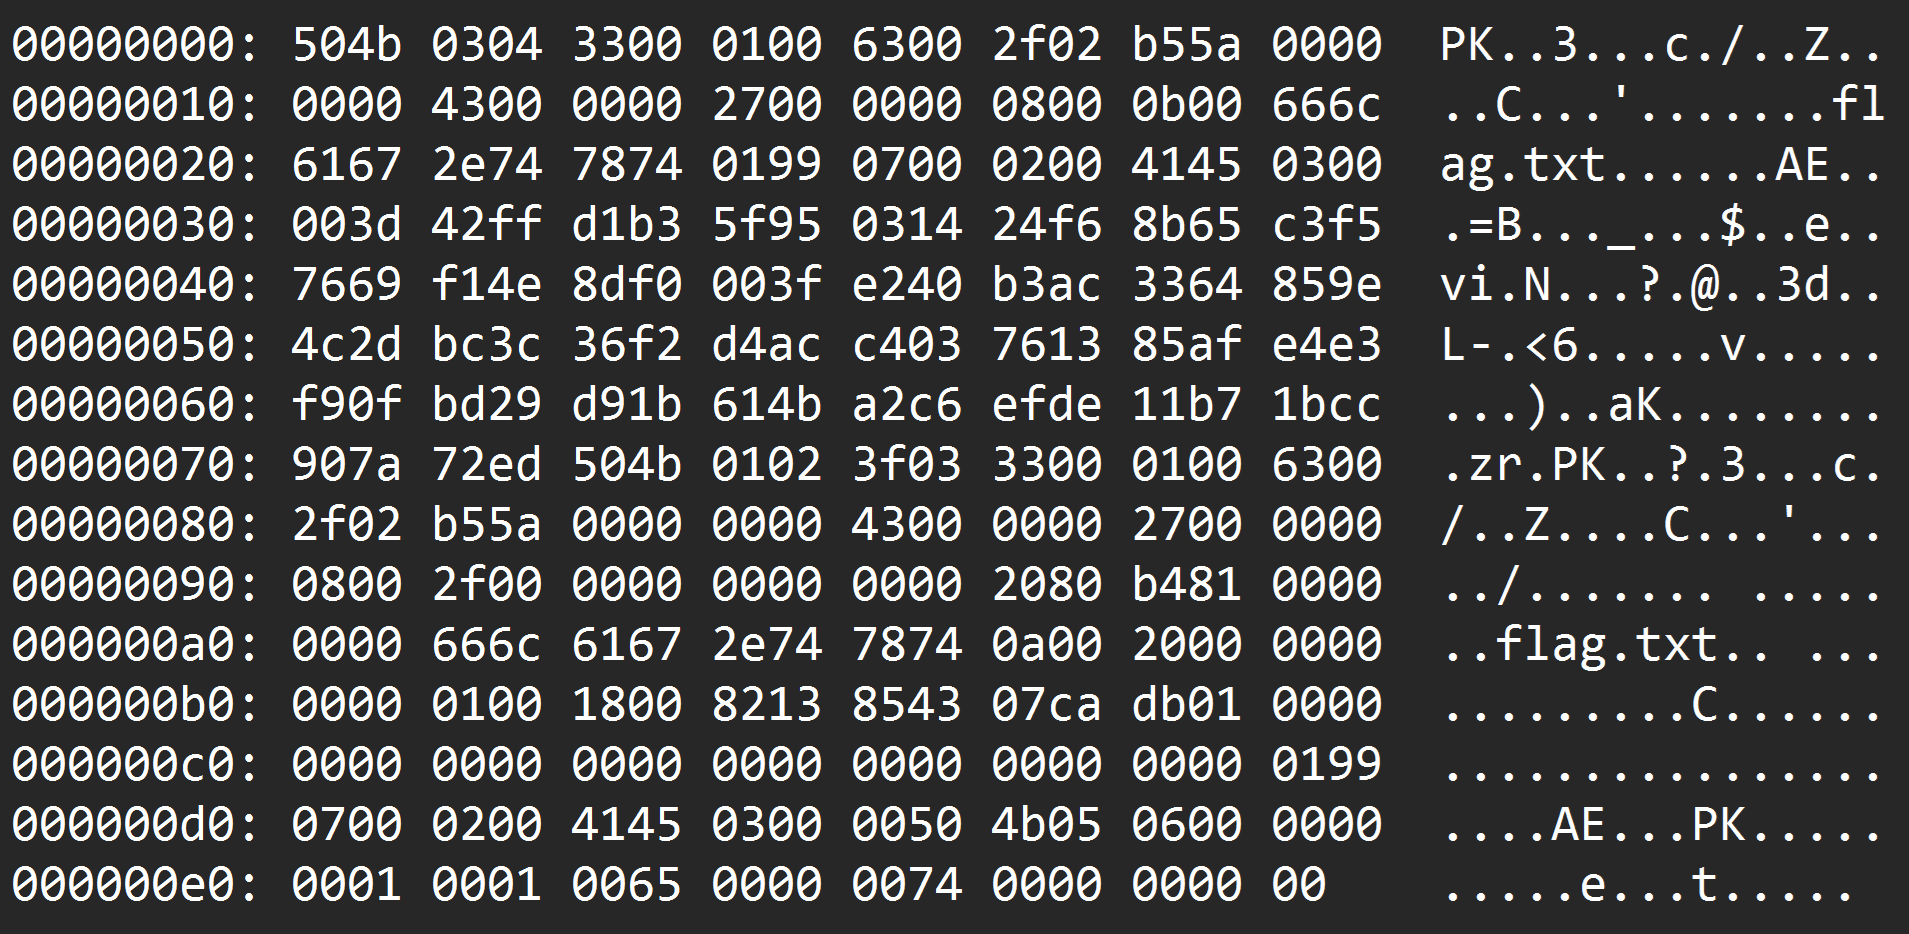 00000000: 504b 0304 3300 0100 6300 2f02 b55a 0000  PK..3...c./..Z..
00000010: 0000 4300 0000 2700 0000 0800 0b00 666c  ..C...'.......fl
00000020: 6167 2e74 7874 0199 0700 0200 4145 0300  ag.txt......AE..
00000030: 003d 42ff d1b3 5f95 0314 24f6 8b65 c3f5  .=B..._...$..e..
00000040: 7669 f14e 8df0 003f e240 b3ac 3364 859e  vi.N...?.@..3d..
00000050: 4c2d bc3c 36f2 d4ac c403 7613 85af e4e3  L-.<6.....v.....
00000060: f90f bd29 d91b 614b a2c6 efde 11b7 1bcc  ...)..aK........
00000070: 907a 72ed 504b 0102 3f03 3300 0100 6300  .zr.PK..?.3...c.
00000080: 2f02 b55a 0000 0000 4300 0000 2700 0000  /..Z....C...'...
00000090: 0800 2f00 0000 0000 0000 2080 b481 0000  ../....... .....
000000a0: 0000 666c 6167 2e74 7874 0a00 2000 0000  ..flag.txt.. ...
000000b0: 0000 0100 1800 8213 8543 07ca db01 0000  .........C......
000000c0: 0000 0000 0000 0000 0000 0000 0000 0199  ................
000000d0: 0700 0200 4145 0300 0050 4b05 0600 0000  ....AE...PK.....
000000e0: 0001 0001 0065 0000 0074 0000 0000 00  .....e...t.....